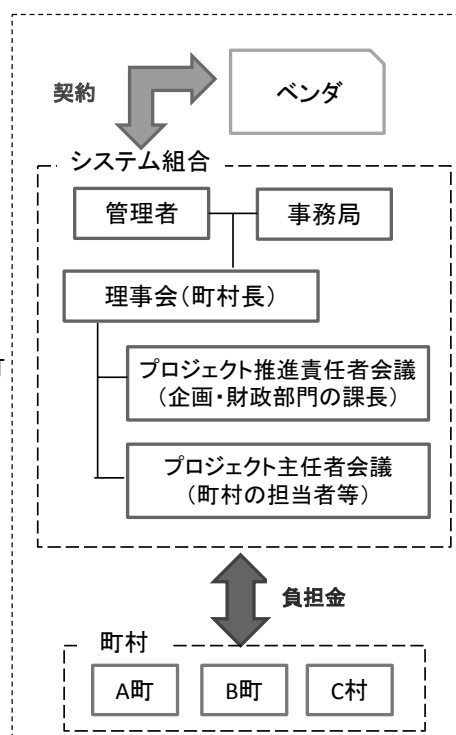 契約
ベンダ
システム組合
管理者
事務局
理事会(町村長)
プロジェクト推進責任者会議
(企画・財政部門の課長)
プロジェクト主任者会議
(町村の担当者等)
負担金
町村
A町
B町
C村